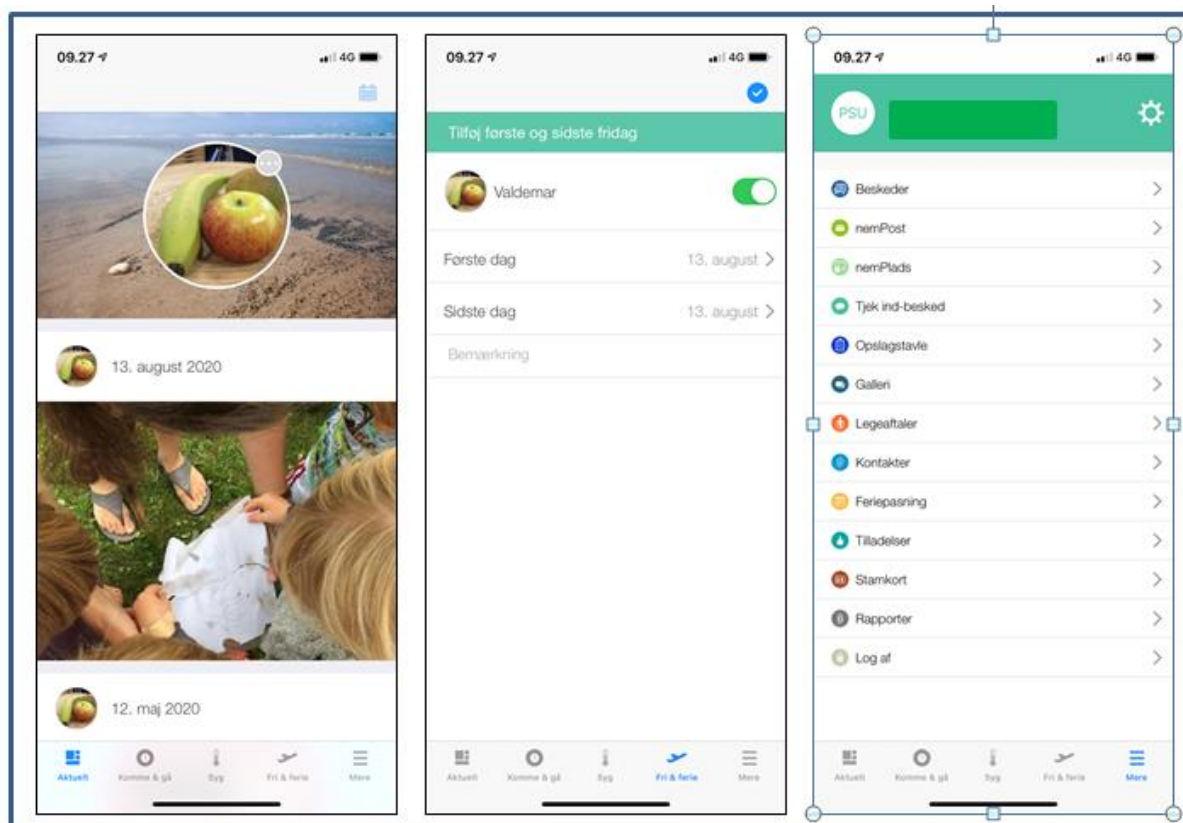 09.27
4G
13. august 2020
12. maj 2020
Aktuelt
Komme & gå
Syg
Fri & ferie
Mere
09.27
4G
Tilføj første og sidste fridag
Valdemar
Første dag 13. august
Sidste dag 13. august
Bemærkning
Aktuelt
Komme & gå
Syg
Fri & ferie
Mere
09.27
4G
PSU
Beskeder
nemPost
nemPlads
Tjek ind-besked
Opslagstavle
Galleri
Legeaftaler
Kontakter
Feriepasning
Tilladelser
Stamkort
Rapporter
Log af
Aktuelt
Komme & gå
Syg
Fri & ferie
Mere